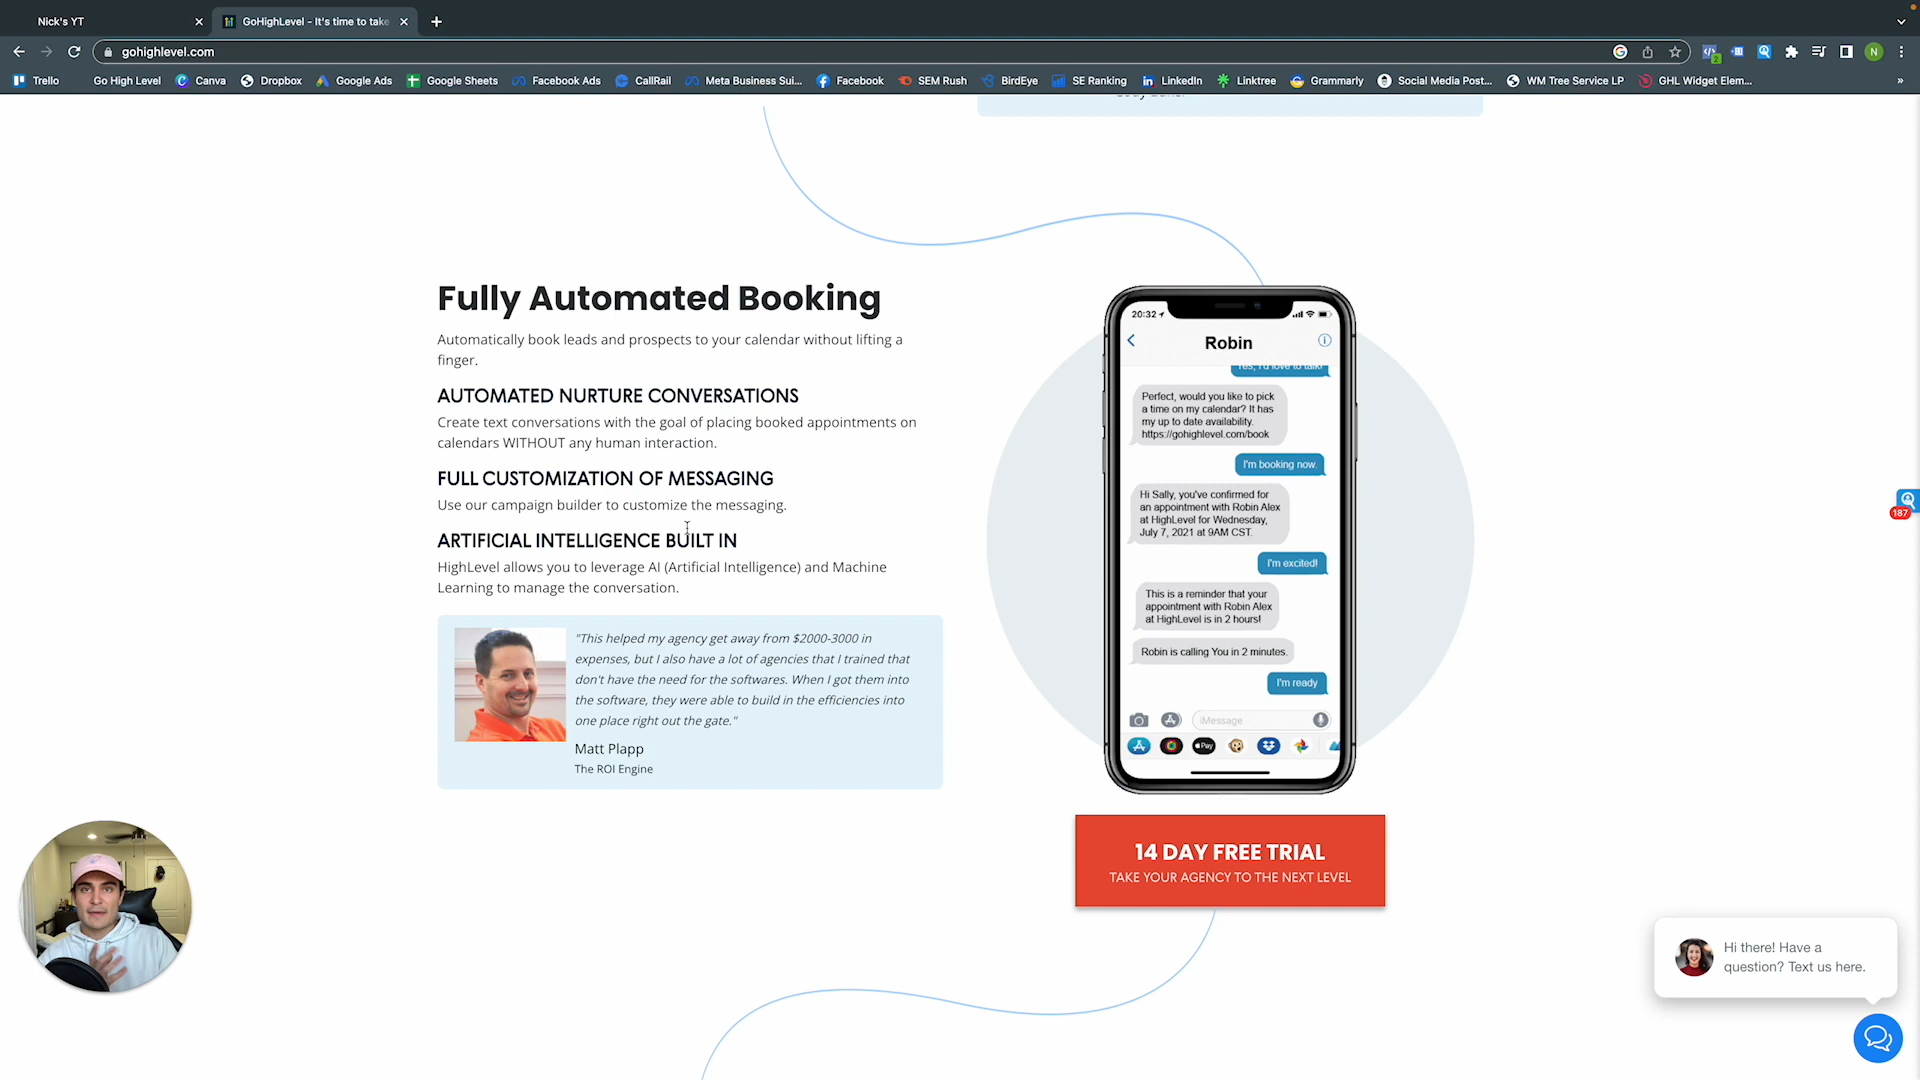 Nick's YT
GoHighLevel - It's time to take
gohighlevel.com
Trello
Go High Level
Canva
Dropbox
Google Ads
Google Sheets
Facebook Ads
CallRail
Meta Business Sui...
Facebook
SEM Rush
BirdEye
SE Ranking
LinkedIn
Linktree
Grammarly
Social Media Post...
WM Tree Service LP
GHL Widget Elem...
»
2
N
Fully Automated Booking
Automatically book leads and prospects to your calendar without lifting a
finger.
AUTOMATED NURTURE CONVERSATIONS
Create text conversations with the goal of placing booked appointments on
calendars WITHOUT any human interaction.
FULL CUSTOMIZATION OF MESSAGING
Use our campaign builder to customize the messaging.
ARTIFICIAL INTELLIGENCE BUILT IN
HighLevel allows you to leverage AI (Artificial Intelligence) and Machine
Learning to manage the conversation.
"This helped my agency get away from $2000-3000 in
expenses, but I also have a lot of agencies that I trained that
don't have the need for the softwares. When I got them into
the software, they were able to build in the efficiencies into
one place right out the gate."
Matt Plapp
The ROI Engine
20:32
Robin
Yes, I'd love to talk!
Perfect, would you like to pick
a time on my calendar? It has
my up to date availability.
https://gohighlevel.com/book
I'm booking now.
Hi Sally, you've confirmed for
an appointment with Robin Alex
at HighLevel for Wednesday,
July 7, 2021 at 9AM CST.
I'm excited!
This is a reminder that your
appointment with Robin Alex
at HighLevel is in 2 hours!
Robin is calling You in 2 minutes.
I'm ready
iMessage
Pay
14 DAY FREE TRIAL
TAKE YOUR AGENCY TO THE NEXT LEVEL
187
Hi there! Have a
question? Text us here.